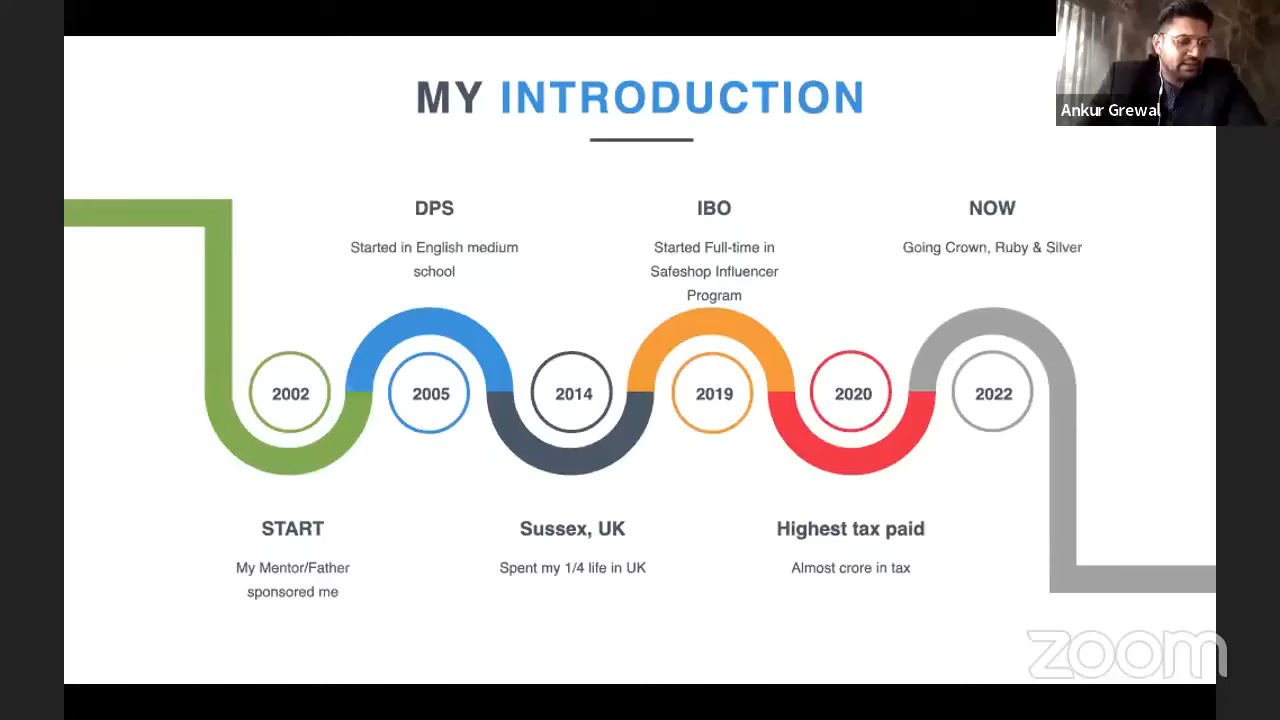 MY INTRODUCTION
Ankur Grewal
DPS
Started in English medium
school
IBO
Started Full-time in
Safeshop Influencer
Program
NOW
Going Crown, Ruby & Silver
2002
2005
2014
2019
2020
2022
START
My Mentor/Father
sponsored me
Sussex, UK
Spent my 1/4 life in UK
Highest tax paid
Almost crore in tax
zoom